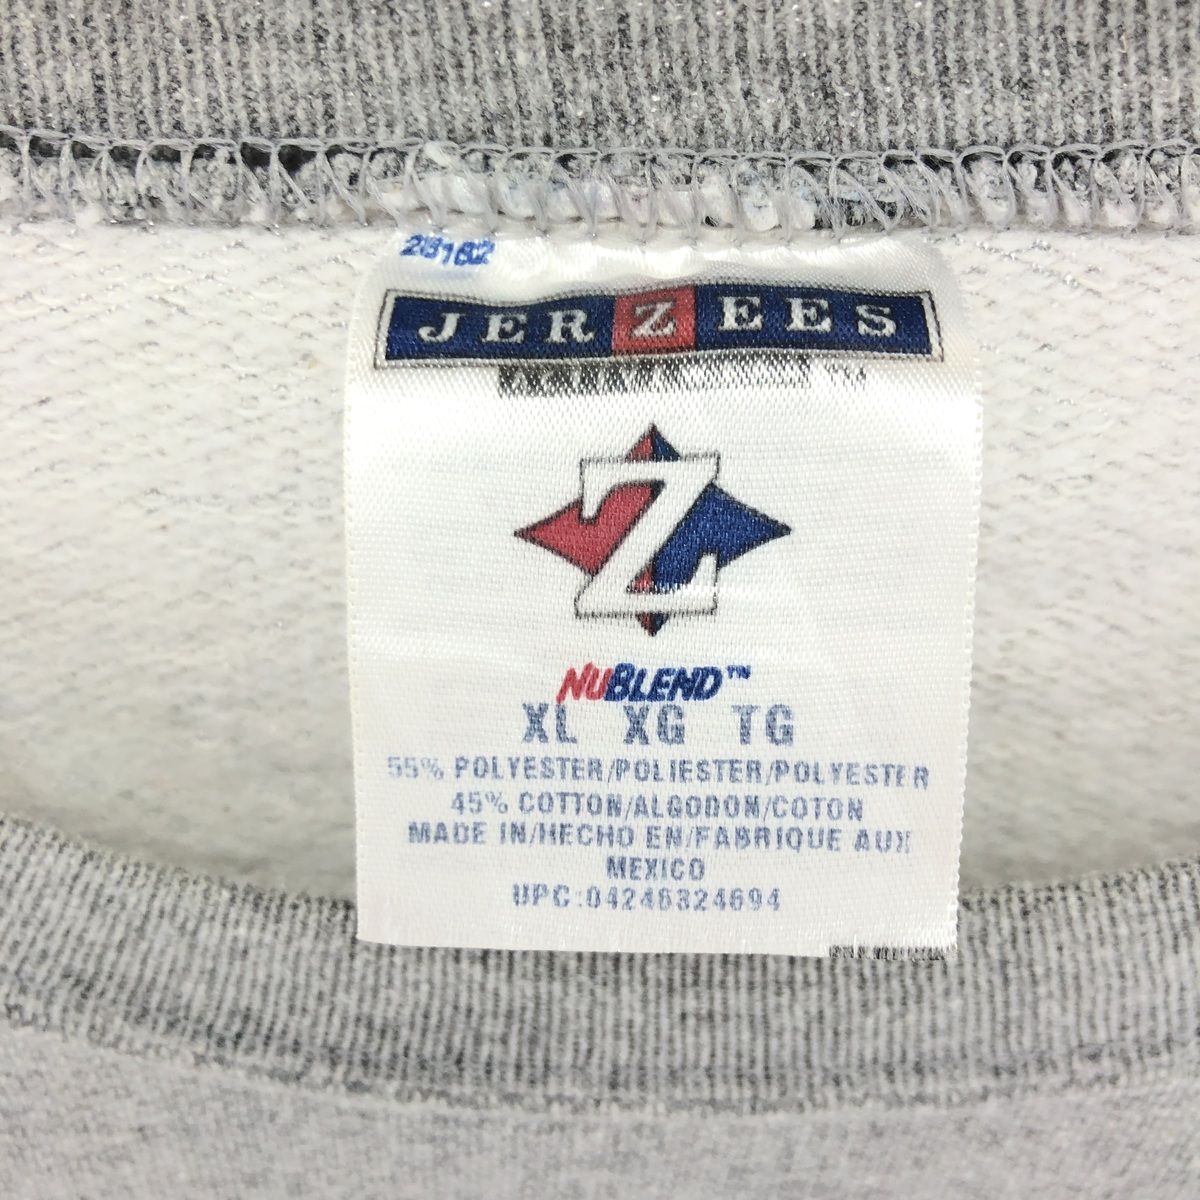 28162
JERZEES
Z
NUBLEND™
XL XG TG
55% POLYESTER/POLIESTER/POLYESTER
45% COTTON/ALGODON/COTON
MADE IN/HECHO EN/FABRIQUE AUX
MEXICO
UPC:04246324694